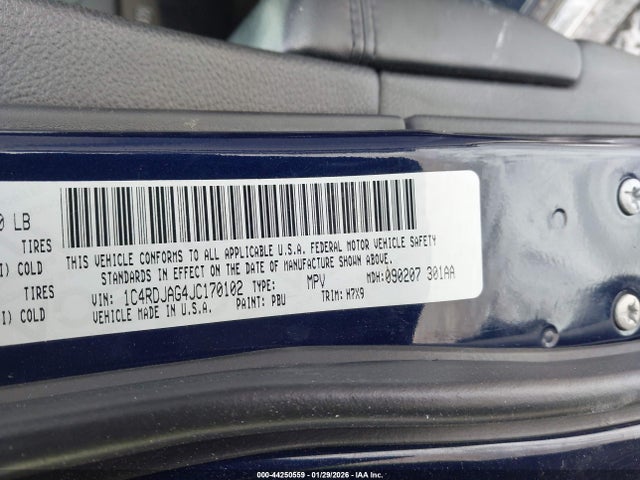 0 LB
TIRES
I) COLD
TIRES
I) COLD
THIS VEHICLE CONFORMS TO ALL APPLICABLE U.S.A. FEDERAL MOTOR VEHICLE SAFETY
STANDARDS IN EFFECT ON THE DATE OF MANUFACTURE SHOWN ABOVE.
VIN: 1C4RDJAG4JC170102 TYPE: MPV MDH:090207 301AA
VEHICLE MADE IN U.S.A. PAINT: PBU TRIM: H7X9
000-44250559 — 01/29/2026 — IAA Inc.